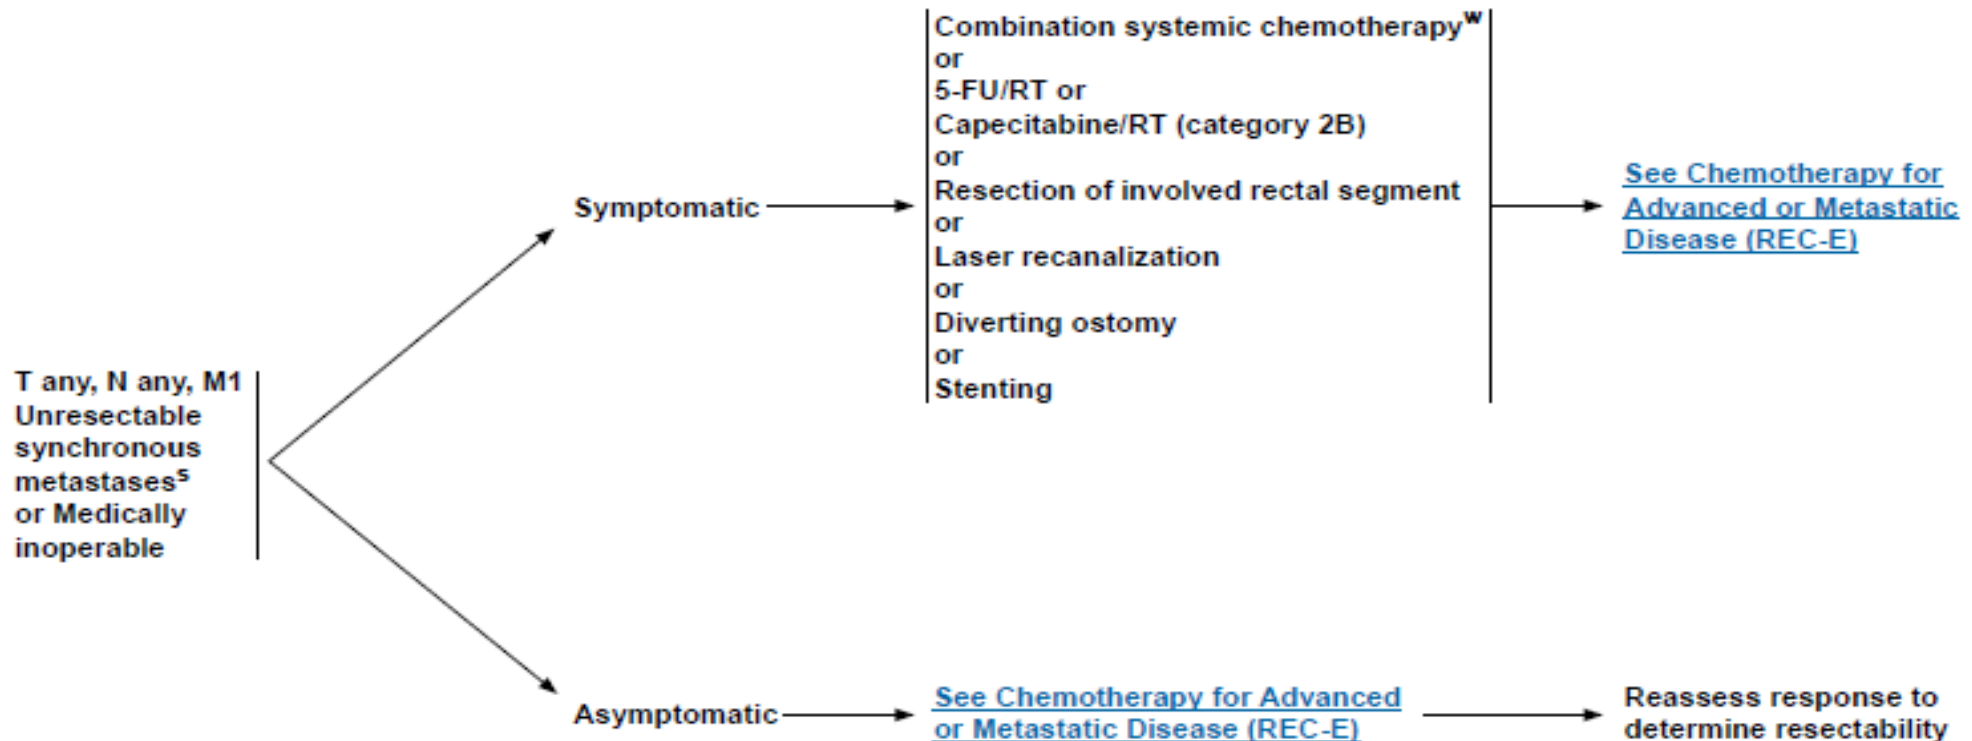 T any, N any, M1
Unresectable
synchronous
metastasesˢ
or Medically
inoperable
Symptomatic
Combination systemic chemotherapyʷ
or
5-FU/RT or
Capecitabine/RT (category 2B)
or
Resection of involved rectal segment
or
Laser recanalization
or
Diverting ostomy
or
Stenting
See Chemotherapy for
Advanced or Metastatic
Disease (REC-E)
Asymptomatic
See Chemotherapy for Advanced
or Metastatic Disease (REC-E)
Reassess response to
determine resectability